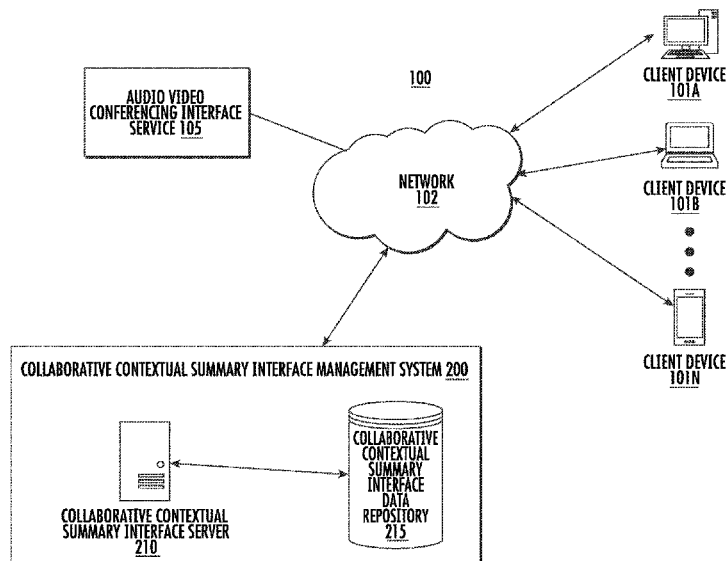 100
AUDIO VIDEO
CONFERENCING INTERFACE
SERVICE 105
NETWORK
102
CLIENT DEVICE
101A
CLIENT DEVICE
101B
CLIENT DEVICE
101N
COLLABORATIVE CONTEXTUAL SUMMARY INTERFACE MANAGEMENT SYSTEM 200
COLLABORATIVE CONTEXTUAL
SUMMARY INTERFACE SERVER
210
COLLABORATIVE
CONTEXTUAL
SUMMARY
INTERFACE
DATA
REPOSITORY
215